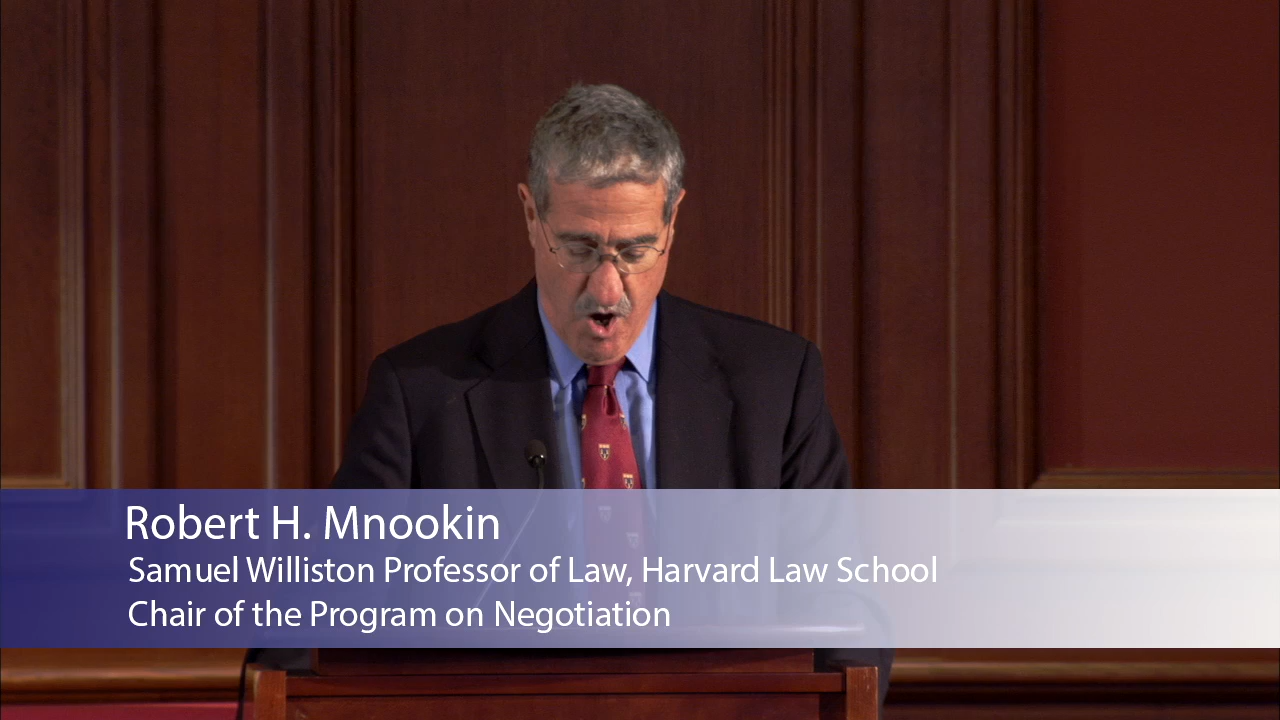 Robert H. Mnookin
Samuel Williston Professor of Law, Harvard Law School
Chair of the Program on Negotiation